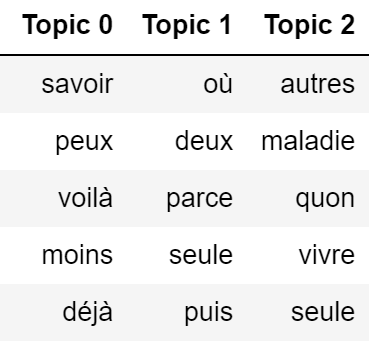 Topic 0 Topic 1 Topic 2
savoir où autres
peux deux maladie
voilà parce quon
moins seule vivre
déjà puis seule